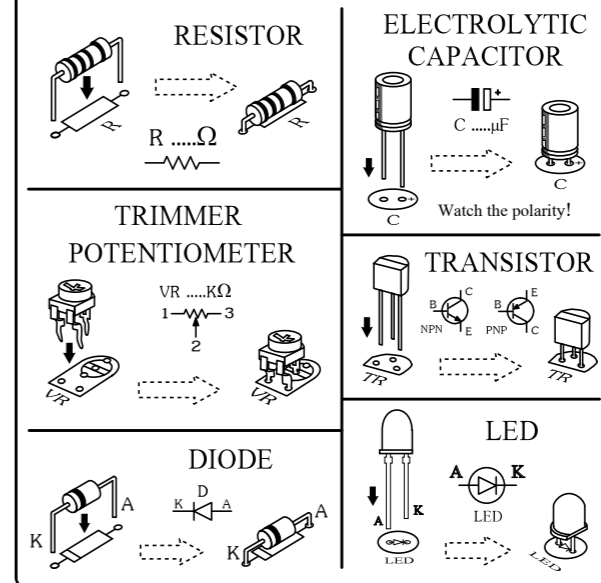 RESISTOR
R
R .....Ω
R
ELECTROLYTIC
CAPACITOR
+
C .....µF
+
C
+
C
Watch the polarity!
TRIMMER
POTENTIOMETER
VR .....KΩ
1 3
2
VR
VR
TRANSISTOR
B C E
NPN
B E C
PNP
TR
TR
DIODE
A
K
D
K A
A
K
LED
A K
A K
LED
LED
LED